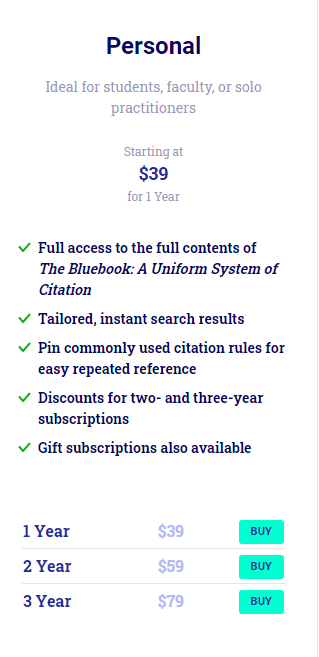 Personal
Ideal for students, faculty, or solo
practitioners
Starting at
$39
for 1 Year
Full access to the full contents of
The Bluebook: A Uniform System of
Citation
Tailored, instant search results
Pin commonly used citation rules for
easy repeated reference
Discounts for two- and three-year
subscriptions
Gift subscriptions also available
1 Year $39 BUY
2 Year $59 BUY
3 Year $79 BUY